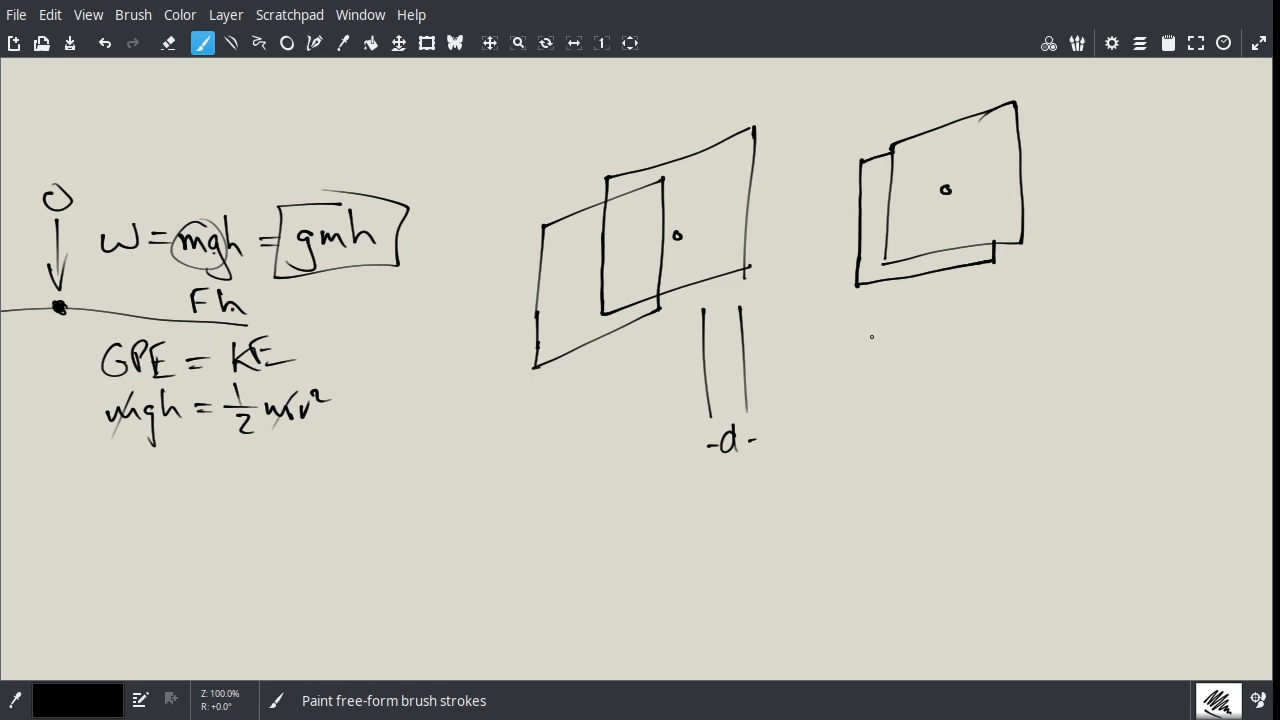 File Edit View Brush Color Layer Scratchpad Window Help
1
W = mgh = gmh
Fh
GPE = KE
mgh = 1/2 mv²
-d-
Z: 100.0%
R: +0.0°
Paint free-form brush strokes